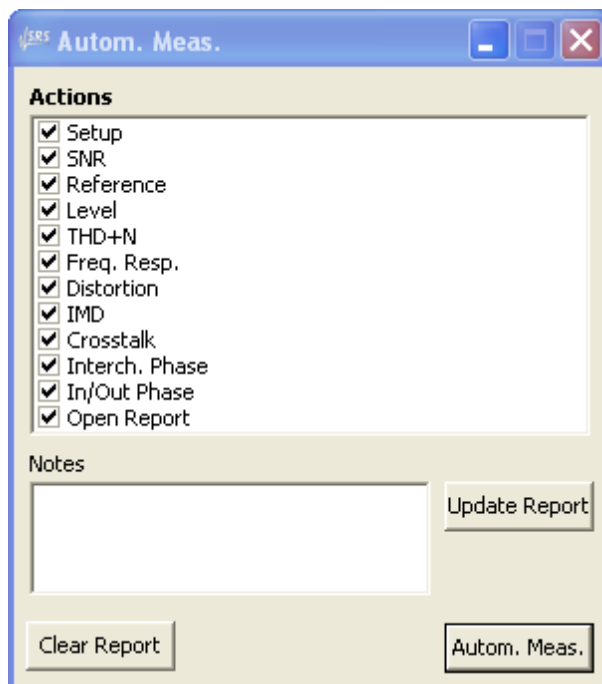 SRS Autom. Meas.
Actions
Setup
SNR
Reference
Level
THD+N
Freq. Resp.
Distortion
IMD
Crosstalk
Interch. Phase
In/Out Phase
Open Report
Notes
Update Report
Clear Report
Autom. Meas.